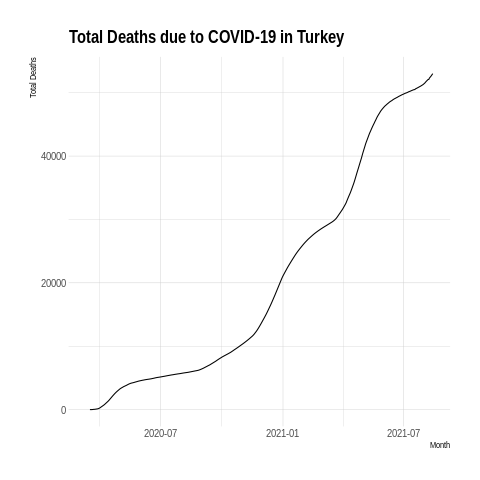 Total Deaths due to COVID-19 in Turkey
Total Deaths
40000
20000
0
2020-07
2021-01
2021-07
Month